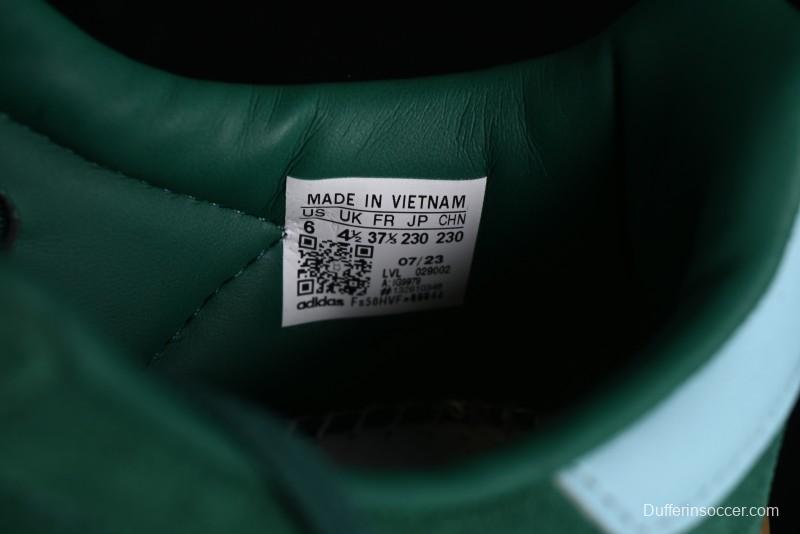 MADE IN VIETNAM
US UK FR JP CHN
6 4½ 37⅓ 230 230
07/23
LVL 029002
A: IG9979
adidas
Dufferinsoccer.com